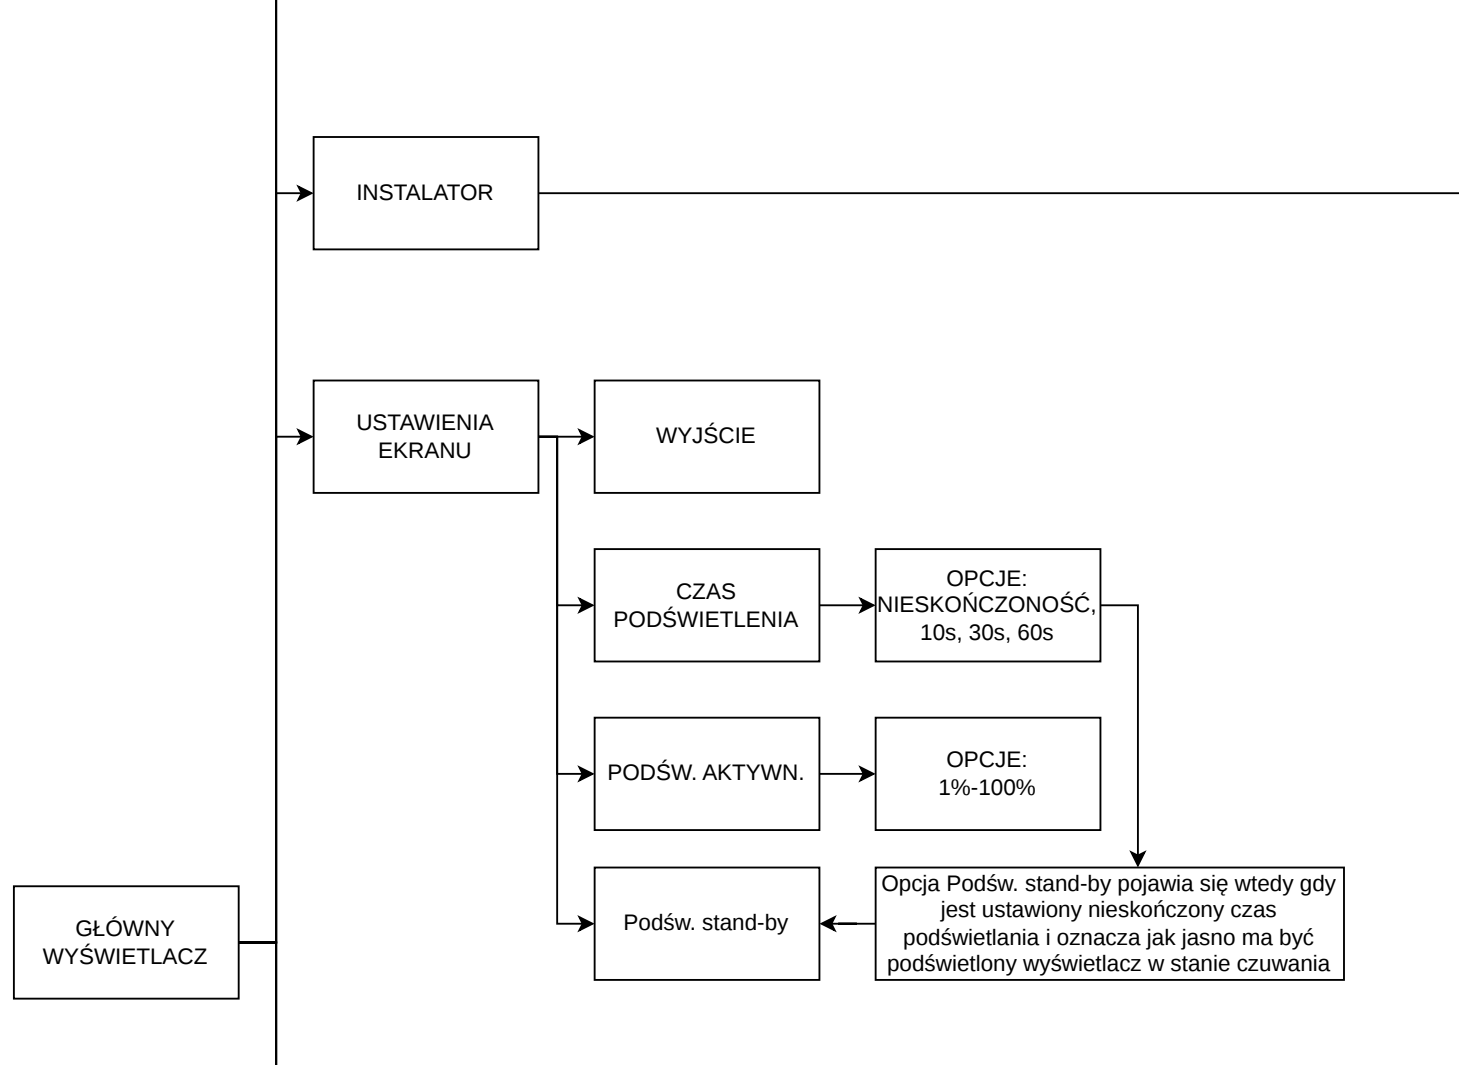 INSTALATOR
USTAWIENIA
EKRANU
WYJŚCIE
CZAS
PODŚWIETLENIA
OPCJE:
NIESKOŃCZONOŚĆ,
10s, 30s, 60s
PODŚW. AKTYWN.
OPCJE:
1%-100%
GŁÓWNY
WYŚWIETLACZ
Podśw. stand-by
Opcja Podśw. stand-by pojawia się wtedy gdy
jest ustawiony nieskończony czas
podświetlania i oznacza jak jasno ma być
podświetlony wyświetlacz w stanie czuwania